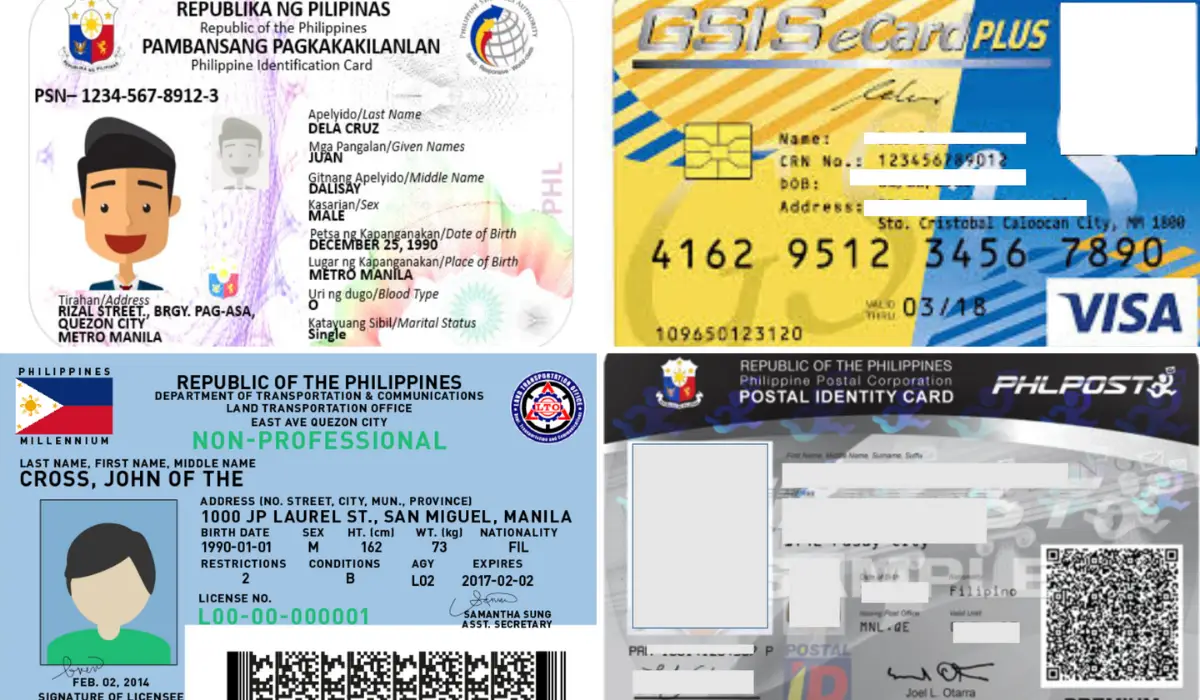 REPUBLIKA NG PILIPINAS
Republic of the Philippines
PAMBANSANG PAGKAKAKILANLAN
Philippine Identification Card
PSN– 1234-567-8912-3
Apelyido/Last Name
DELA CRUZ
Mga Pangalan/Given Names
JUAN
Gitnang Apelyido/Middle Name
DALISAY
Kasarian/Sex
MALE
Petsa ng Kapanganakan/Date of Birth
DECEMBER 25, 1990
Lugar ng Kapanganakan/Place of Birth
METRO MANILA
Uri ng dugo/Blood Type
O
Katayuang Sibil/Marital Status
Single
PHL
Tirahan/Address
RIZAL STREET., BRGY. PAG-ASA,
QUEZON CITY
METRO MANILA
GSIS eCard PLUS
Name:
CRN No.: 123456789012
DOB:
Address:
Sto. Cristobal Caloocan City, MM 1800
4162 9512 3456 7890
VALID THRU 03/18
109650123120
VISA
PHILIPPINES
MILLENNIUM
REPUBLIC OF THE PHILIPPINES
DEPARTMENT OF TRANSPORTATION & COMMUNICATIONS
LAND TRANSPORTATION OFFICE
EAST AVE QUEZON CITY
NON-PROFESSIONAL
LTO
LAST NAME, FIRST NAME, MIDDLE NAME
CROSS, JOHN OF THE
ADDRESS (NO. STREET, CITY, MUN., PROVINCE)
1000 JP LAUREL ST., SAN MIGUEL, MANILA
BIRTH DATE SEX HT. (cm) WT. (kg) NATIONALITY
1990-01-01 M 162 73 FIL
RESTRICTIONS CONDITIONS AGY EXPIRES
2 B L02 2017-02-02
LICENSE NO.
L00-00-000001
SAMANTHA SUNG
ASST. SECRETARY
FEB. 02, 2014
SIGNATURE OF LICENSEE
REPUBLIC OF THE PHILIPPINES
Philippine Postal Corporation
POSTAL IDENTITY CARD
PHLPOST
First Name, Middle Name, Surname, Suffix
City
Filipino
Issuing Post Office Valid Until
MNL-QE
P
POSTAL
iD
Joel L. Otarra